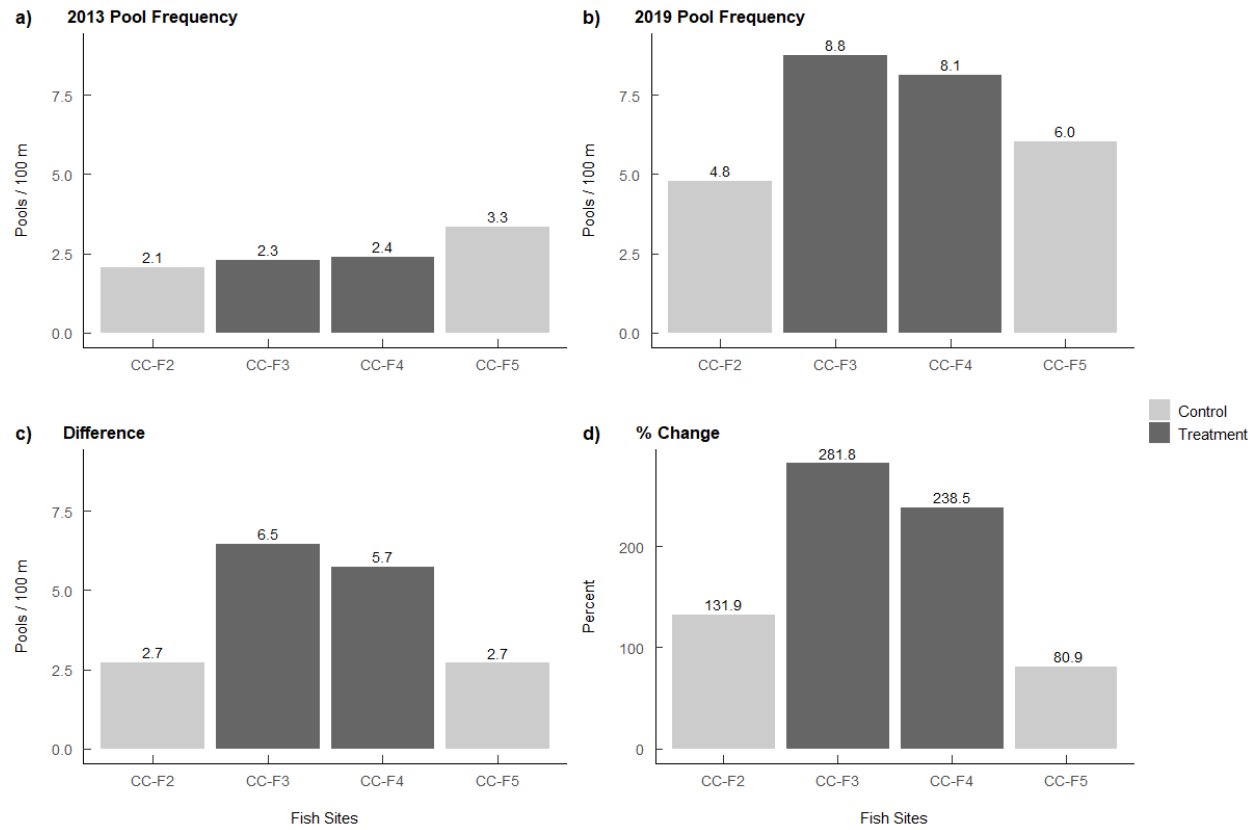 a) 2013 Pool Frequency
Pools / 100 m
7.5
5.0
2.5
0.0
2.1
2.3
2.4
3.3
CC-F2 CC-F3 CC-F4 CC-F5
b) 2019 Pool Frequency
Pools / 100 m
7.5
5.0
2.5
0.0
4.8
8.8
8.1
6.0
CC-F2 CC-F3 CC-F4 CC-F5
c) Difference
Pools / 100 m
7.5
5.0
2.5
0.0
2.7
6.5
5.7
2.7
CC-F2 CC-F3 CC-F4 CC-F5
Fish Sites
d) % Change
Percent
200
100
0
131.9
281.8
238.5
80.9
CC-F2 CC-F3 CC-F4 CC-F5
Fish Sites
Control
Treatment